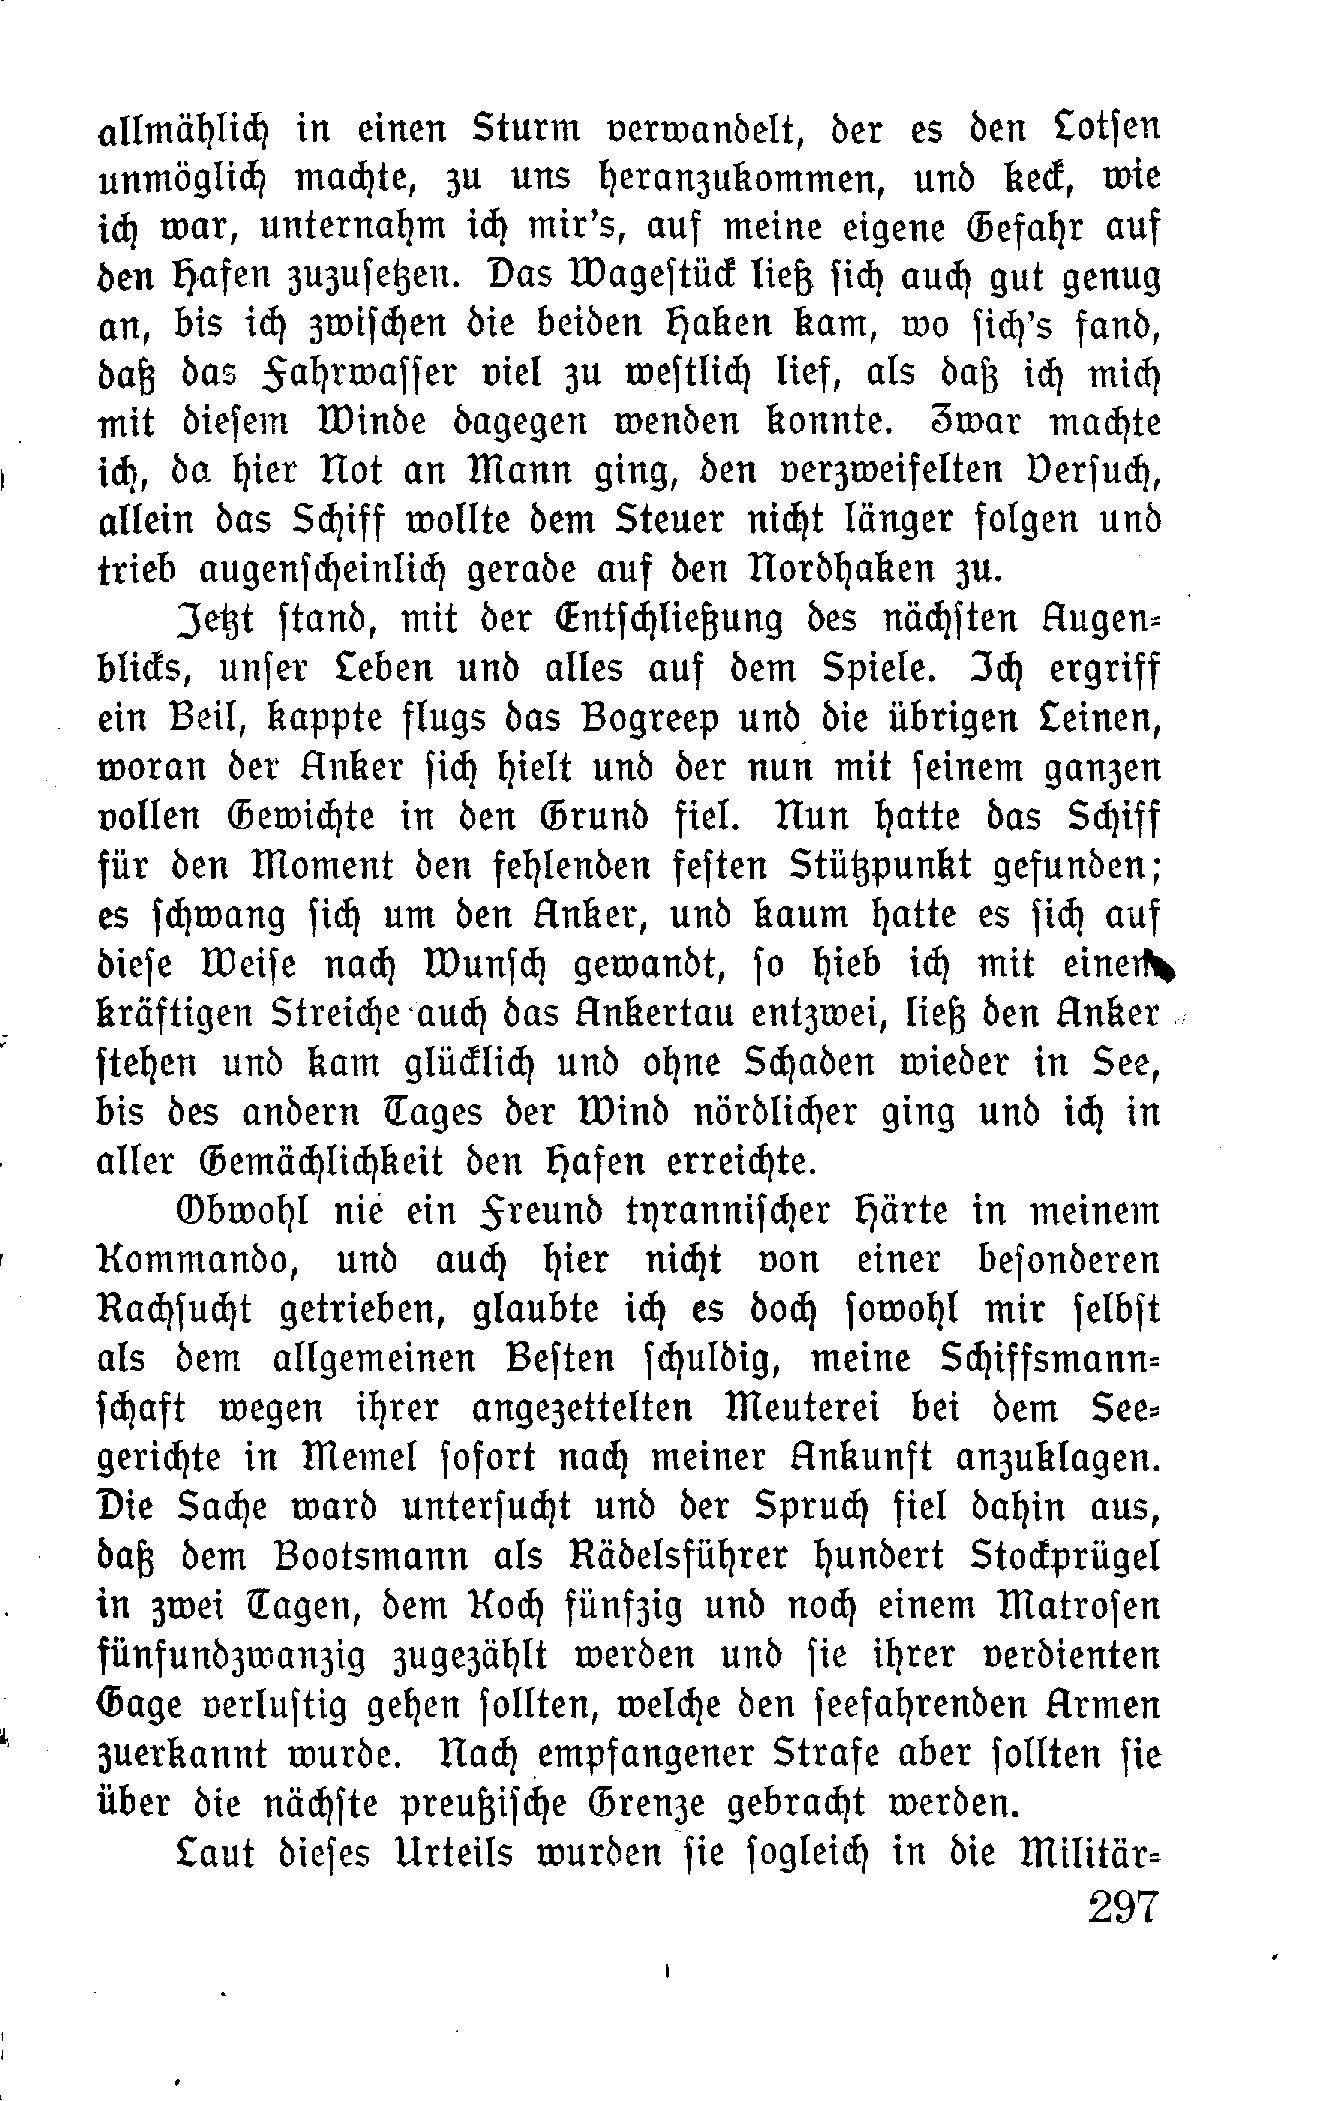 allmählich in einen Sturm verwandelt, der es den Lotsen
unmöglich machte, zu uns heranzukommen, und keck, wie
ich war, unternahm ich mir's, auf meine eigene Gefahr auf
den Hafen zuzusetzen. Das Wagestück ließ sich auch gut genug
an, bis ich zwischen die beiden Haken kam, wo sich's fand,
daß das Fahrwasser viel zu westlich lief, als daß ich mich
mit diesem Winde dagegen wenden konnte. Zwar machte
ich, da hier Not an Mann ging, den verzweifelten Versuch,
allein das Schiff wollte dem Steuer nicht länger folgen und
trieb augenscheinlich gerade auf den Nordhaken zu.
Jetzt stand, mit der Entschließung des nächsten Augen-
blicks, unser Leben und alles auf dem Spiele. Ich ergriff
ein Beil, kappte flugs das Bogreep und die übrigen Leinen,
woran der Anker sich hielt und der nun mit seinem ganzen
vollen Gewichte in den Grund fiel. Nun hatte das Schiff
für den Moment den fehlenden festen Stützpunkt gefunden;
es schwang sich um den Anker, und kaum hatte es sich auf
diese Weise nach Wunsch gewandt, so hieb ich mit einem
kräftigen Streiche auch das Ankertau entzwei, ließ den Anker
stehen und kam glücklich und ohne Schaden wieder in See,
bis des andern Tages der Wind nördlicher ging und ich in
aller Gemächlichkeit den Hafen erreichte.
Obwohl nie ein Freund tyrannischer Härte in meinem
Kommando, und auch hier nicht von einer besonderen
Rachsucht getrieben, glaubte ich es doch sowohl mir selbst
als dem allgemeinen Besten schuldig, meine Schiffsmann-
schaft wegen ihrer angezettelten Meuterei bei dem See-
gerichte in Memel sofort nach meiner Ankunft anzuklagen.
Die Sache ward untersucht und der Spruch fiel dahin aus,
daß dem Bootsmann als Rädelsführer hundert Stockprügel
in zwei Tagen, dem Koch fünfzig und noch einem Matrosen
fünfundzwanzig zugezählt werden und sie ihrer verdienten
Gage verlustig gehen sollten, welche den seefahrenden Armen
zuerkannt wurde. Nach empfangener Strafe aber sollten sie
über die nächste preußische Grenze gebracht werden.
Laut dieses Urteils wurden sie sogleich in die Militär-
297